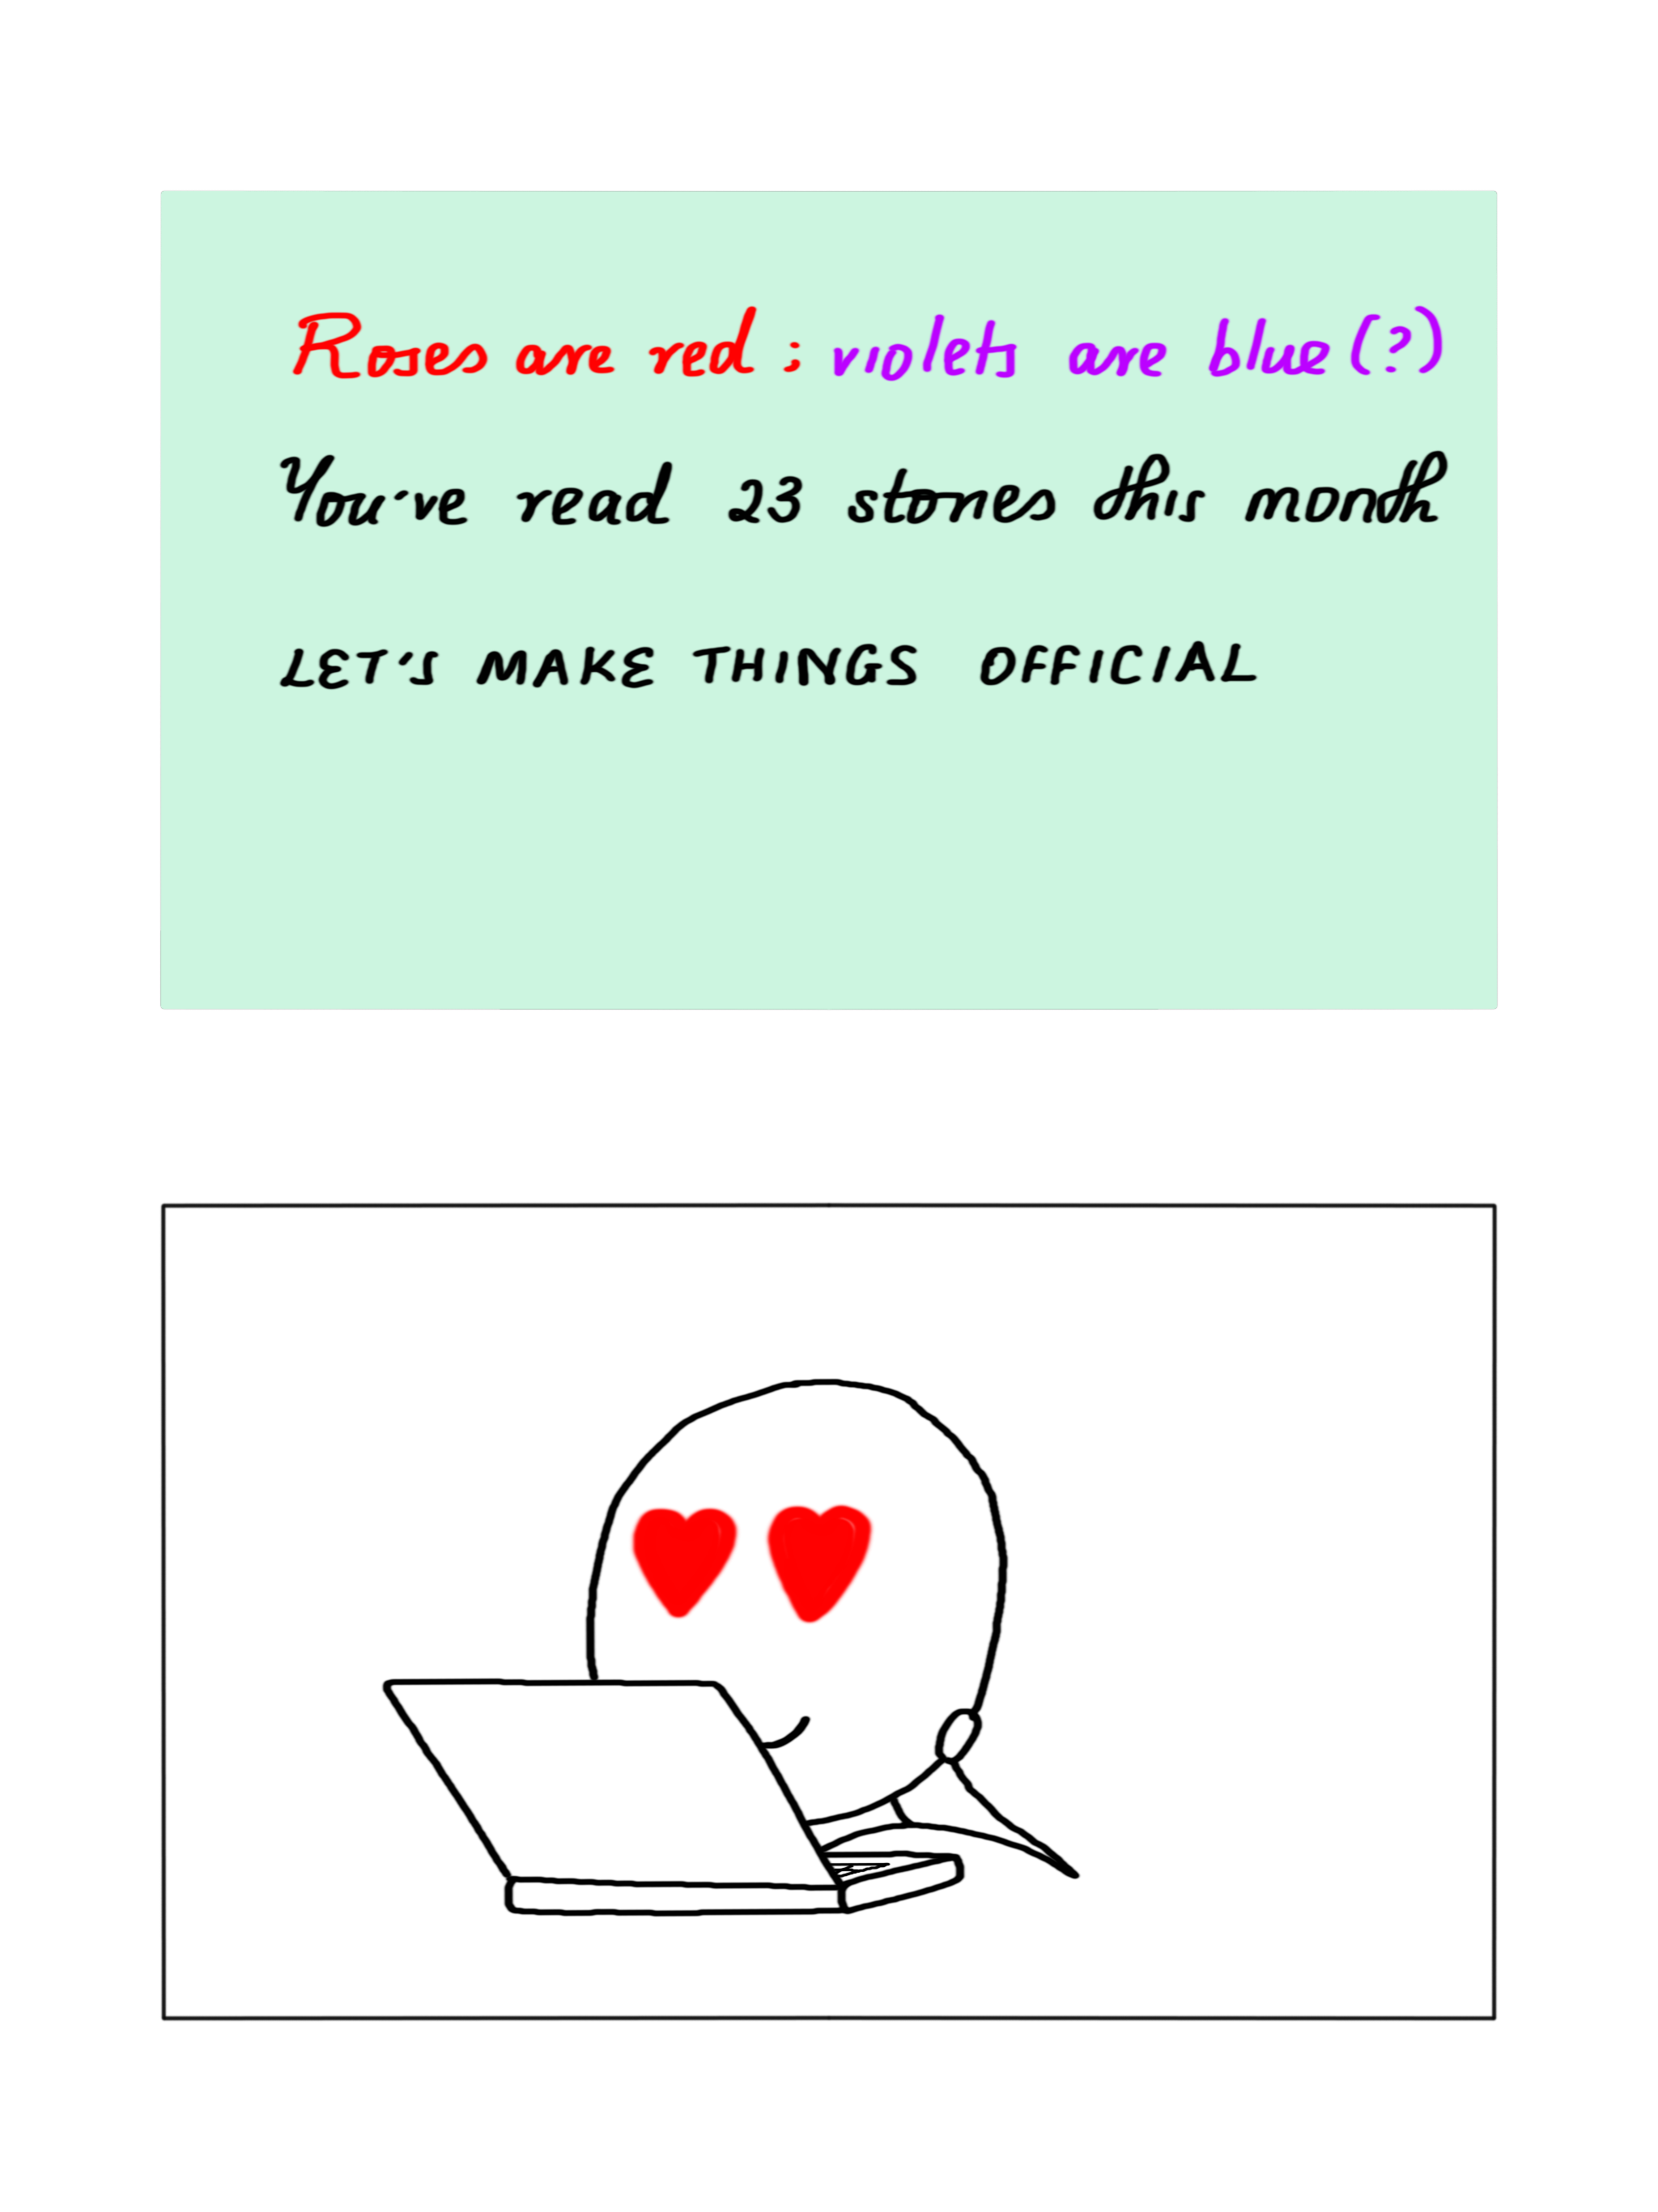 Roses are red; violets are blue(?)
You've read 23 stories this month
LET'S MAKE THINGS OFFICIAL